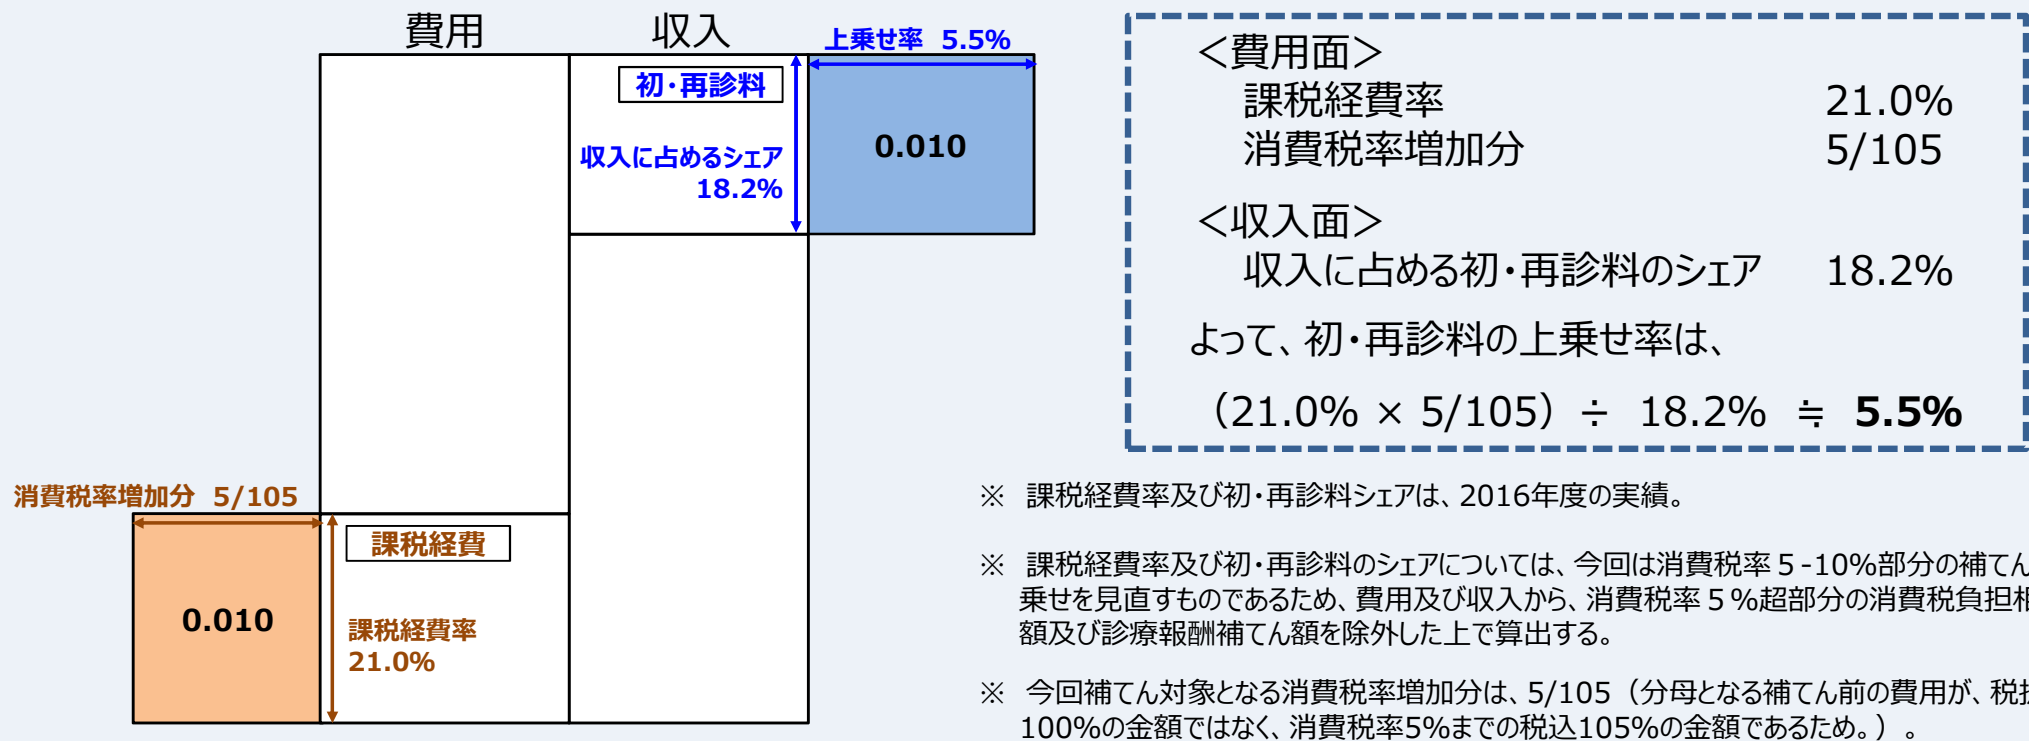 費用
収入
上乗せ率 5.5%
初・再診料
収入に占めるシェア
18.2%
0.010
消費税率増加分 5/105
課税経費
0.010
課税経費率
21.0%
<費用面>
課税経費率 21.0%
消費税率増加分 5/105
<収入面>
収入に占める初・再診料のシェア 18.2%
よって、初・再診料の上乗せ率は、
(21.0% × 5/105) ÷ 18.2% ≒ 5.5%
※ 課税経費率及び初・再診料シェアは、2016年度の実績。
※ 課税経費率及び初・再診料のシェアについては、今回は消費税率5-10%部分の補てん
乗せを見直すものであるため、費用及び収入から、消費税率5%超部分の消費税負担相
額及び診療報酬補てん額を除外した上で算出する。
※ 今回補てん対象となる消費税率増加分は、5/105(分母となる補てん前の費用が、税抜
100%の金額ではなく、消費税率5%までの税込105%の金額であるため。)。